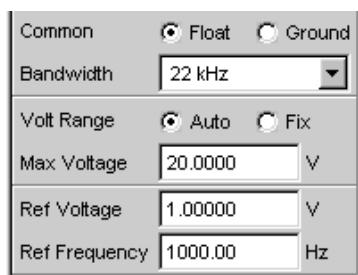 Common Float Ground
Bandwidth 22 kHz
Volt Range Auto Fix
Max Voltage 20.0000 V
Ref Voltage 1.00000 V
Ref Frequency 1000.00 Hz